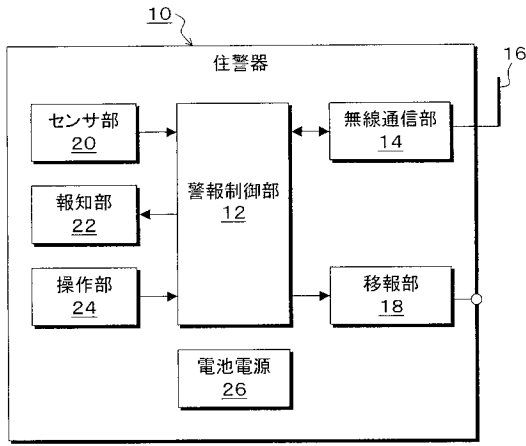 10
住警器
16
センサ部
20
無線通信部
14
警報制御部
12
報知部
22
操作部
24
移報部
18
電池電源
26